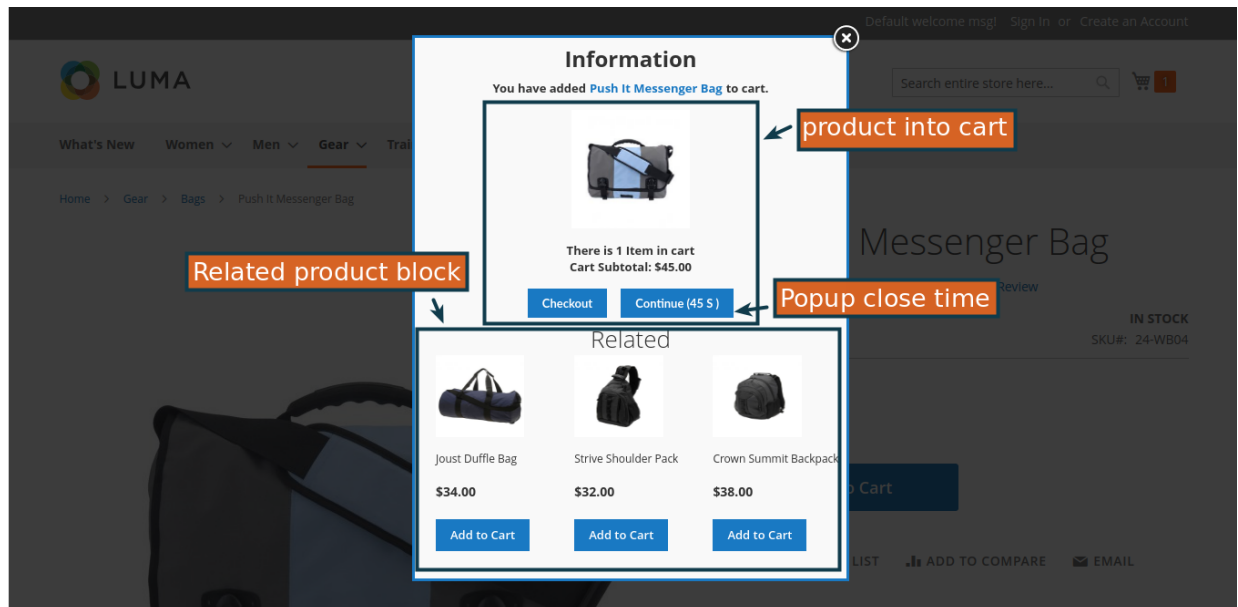 Default welcome msg! Sign In or Create an Account
LUMA
Search entire store here...
1
What's New Women Men Gear
Home > Gear > Bags > Push It Messenger Bag
Messenger Bag
Review
IN STOCK
SKU#: 24-WB04
Cart
LIST ADD TO COMPARE EMAIL
Information
You have added Push It Messenger Bag to cart.
product into cart
There is 1 Item in cart
Cart Subtotal: $45.00
Related product block
Checkout Continue (45 S )
Popup close time
Related
Joust Duffle Bag Strive Shoulder Pack Crown Summit Backpack
$34.00 $32.00 $38.00
Add to Cart Add to Cart Add to Cart